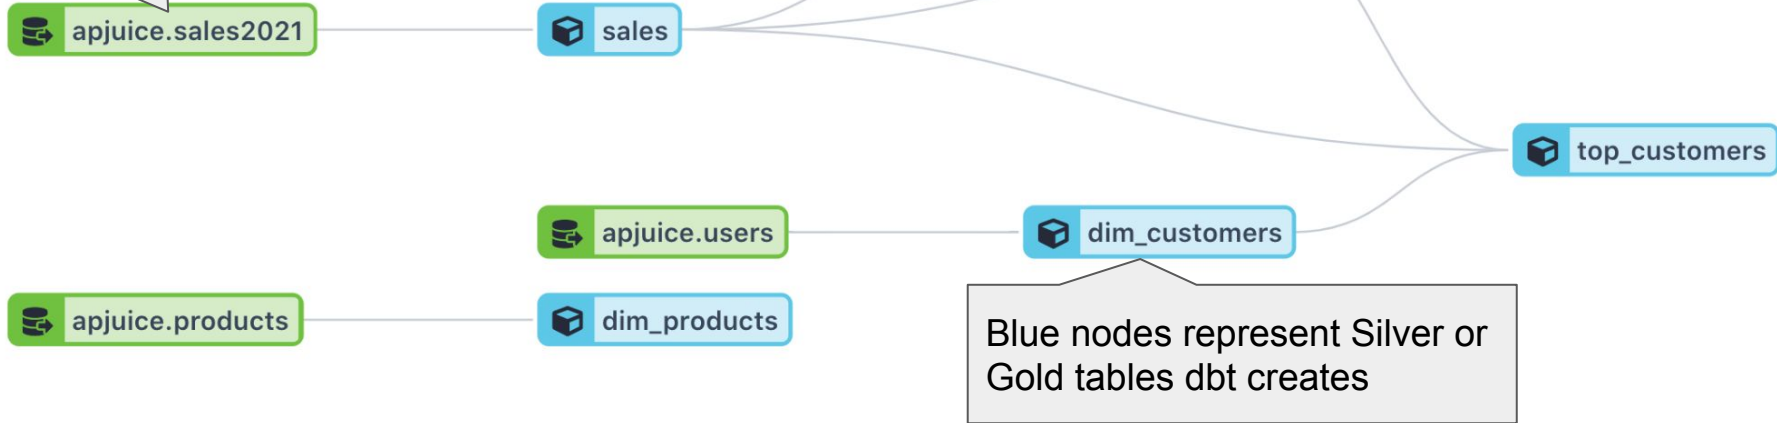 apjuice.sales2021
sales
top_customers
apjuice.users
dim_customers
apjuice.products
dim_products
Blue nodes represent Silver or
Gold tables dbt creates